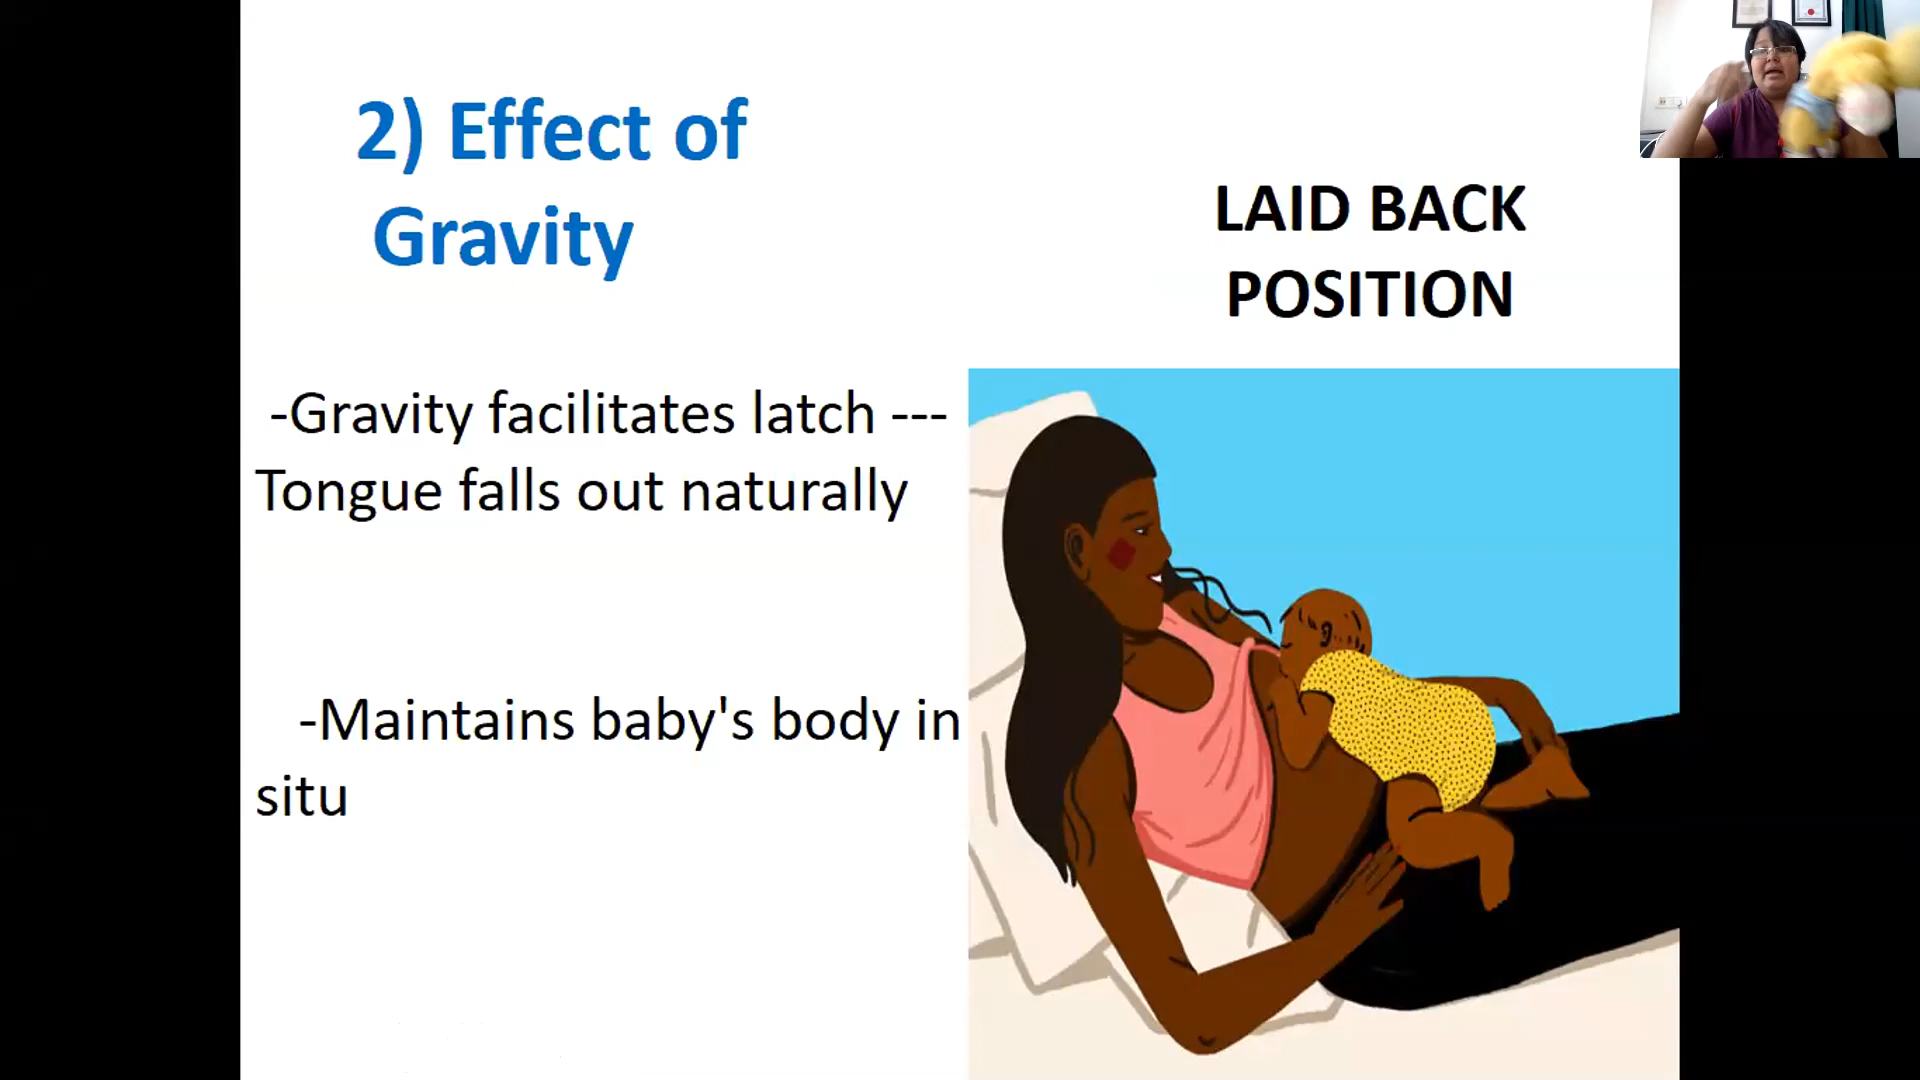 2) Effect of
Gravity
LAID BACK
POSITION
-Gravity facilitates latch ---
Tongue falls out naturally
-Maintains baby's body in
situ